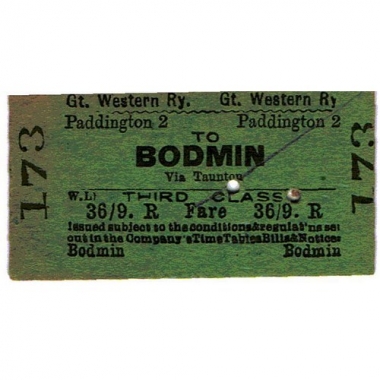 Gt. Western Ry. Gt. Western Ry
Paddington 2 Paddington 2
TO
BODMIN
Via Taunton
W.L) THIRD CLASS
36/9. R Fare 36/9. R
Issued subject to the conditions&regulat'ns set
out in the Company's Time Tables Bills & Notices
Bodmin Bodmin
173
173